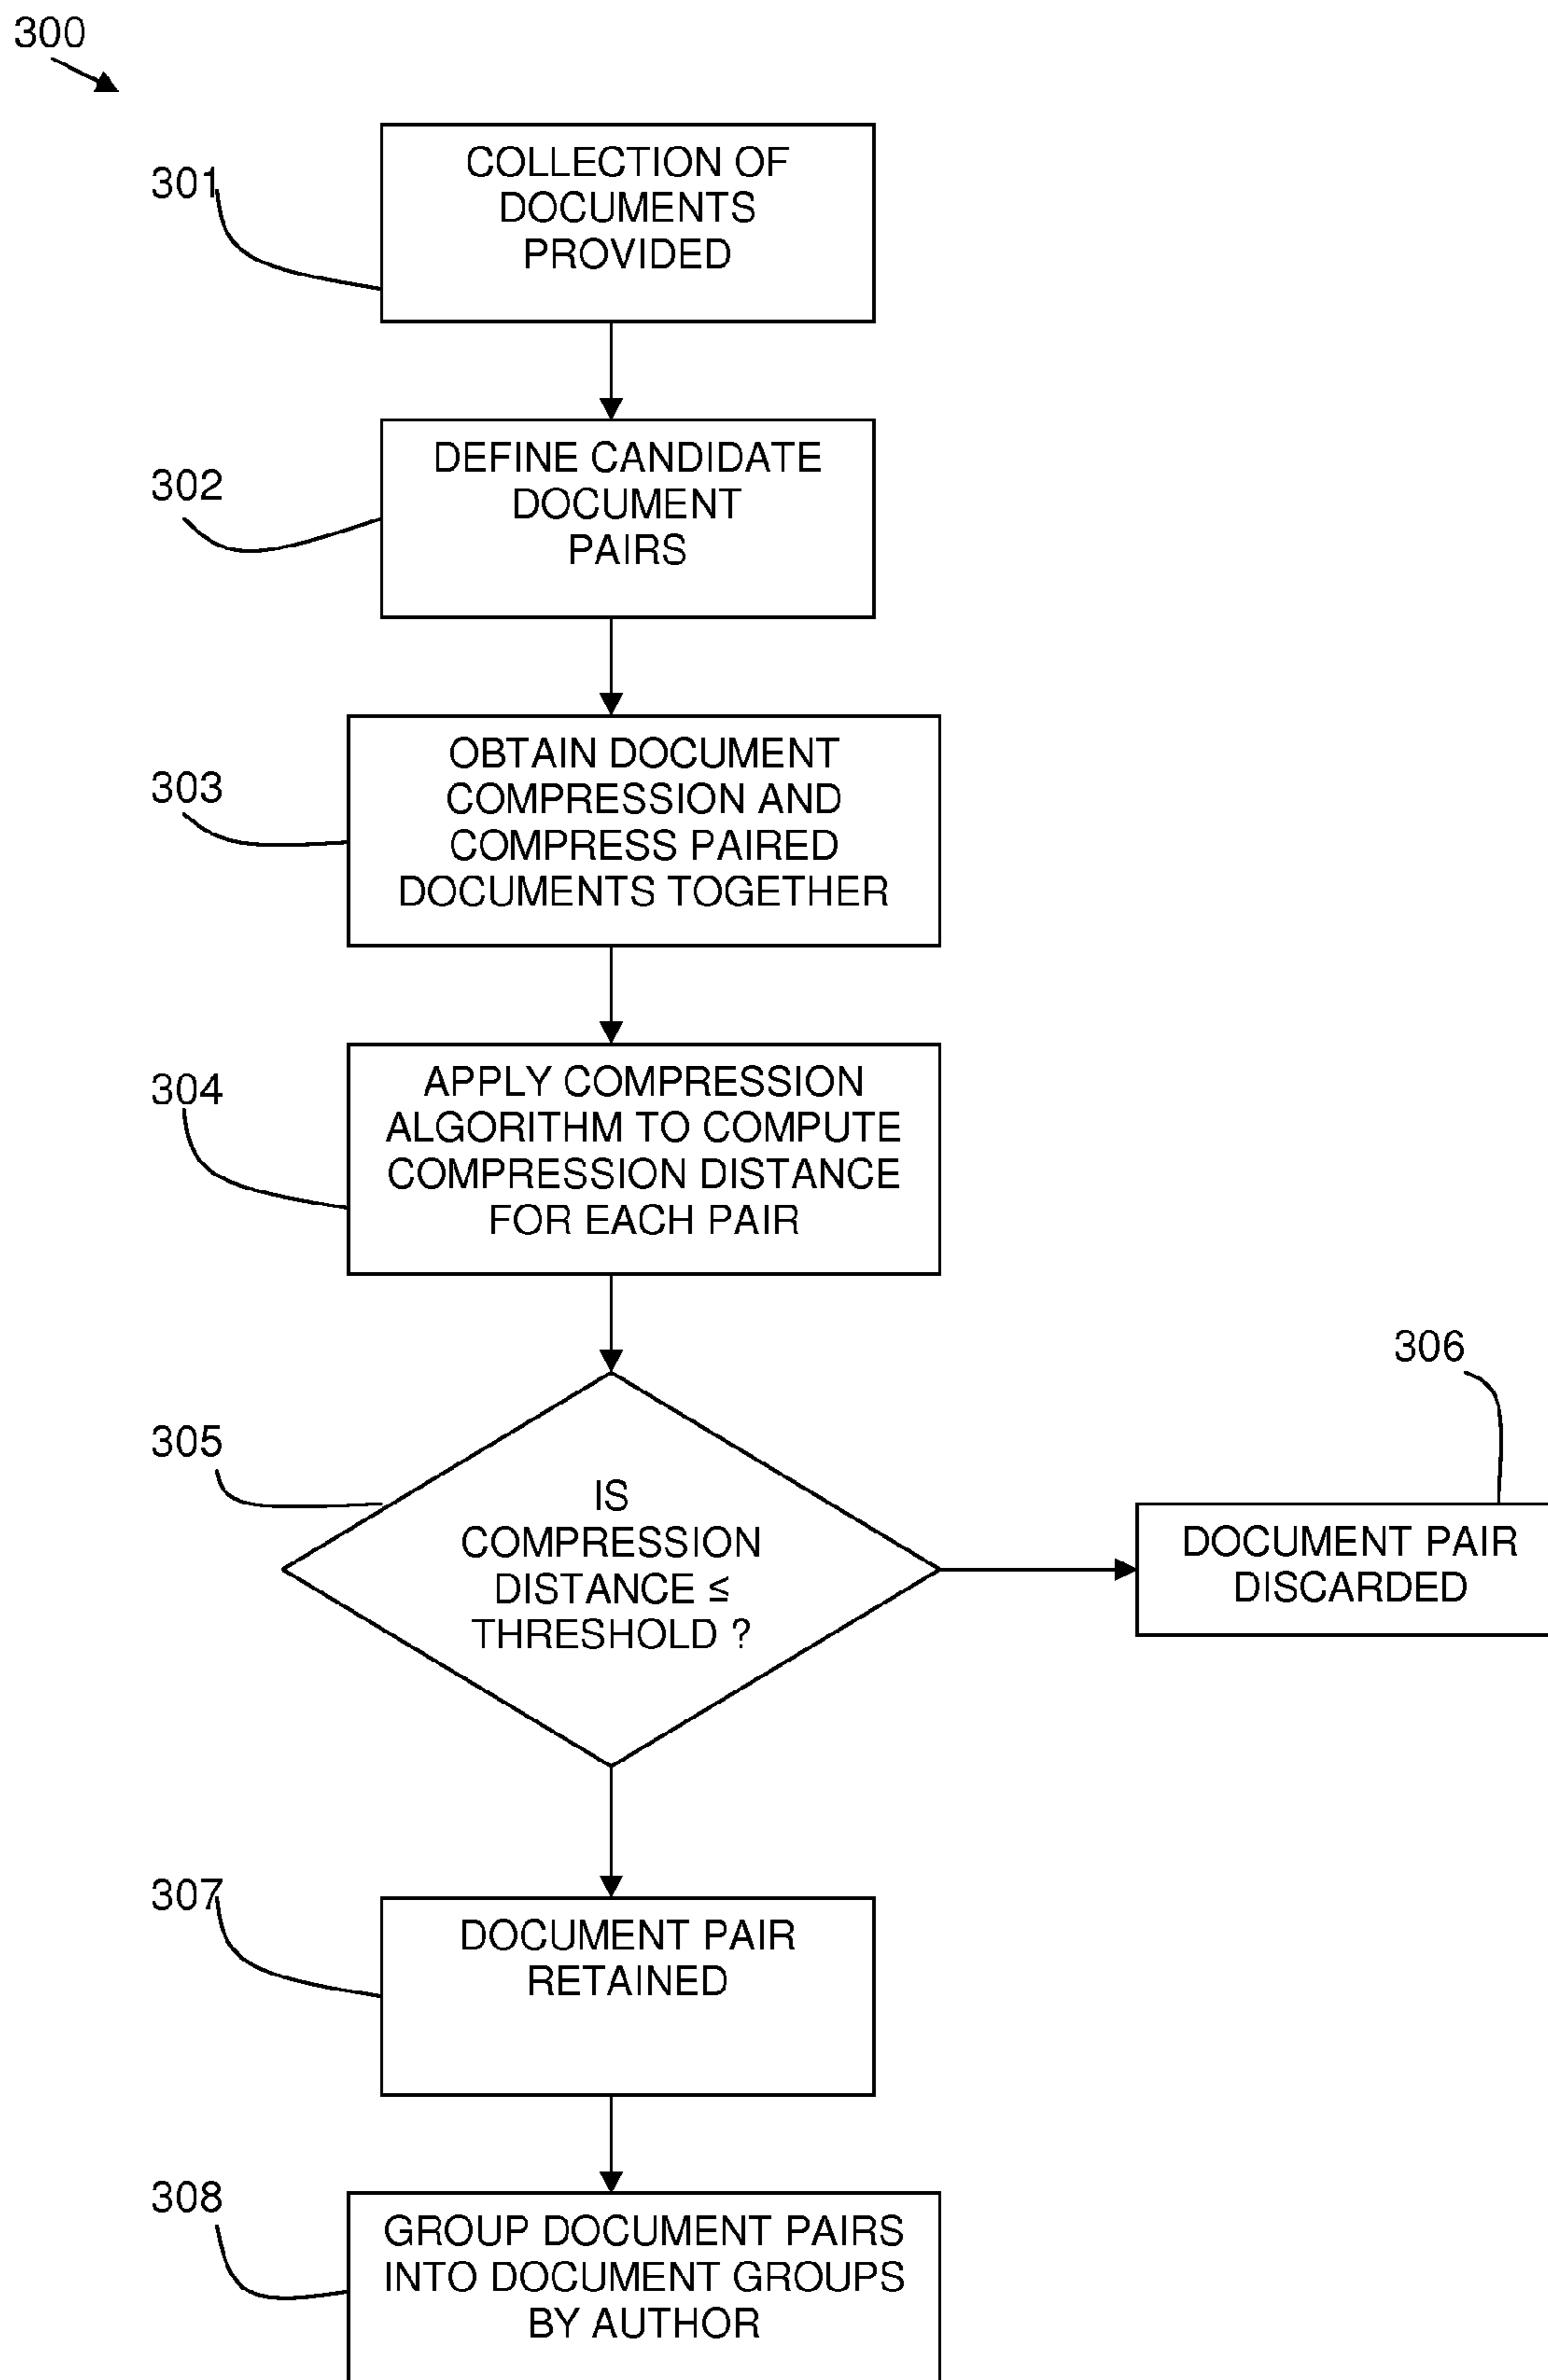 300
301
COLLECTION OF
DOCUMENTS
PROVIDED
302
DEFINE CANDIDATE
DOCUMENT
PAIRS
303
OBTAIN DOCUMENT
COMPRESSION AND
COMPRESS PAIRED
DOCUMENTS TOGETHER
304
APPLY COMPRESSION
ALGORITHM TO COMPUTE
COMPRESSION DISTANCE
FOR EACH PAIR
305
IS
COMPRESSION
DISTANCE ≤
THRESHOLD ?
306
DOCUMENT PAIR
DISCARDED
307
DOCUMENT PAIR
RETAINED
308
GROUP DOCUMENT PAIRS
INTO DOCUMENT GROUPS
BY AUTHOR